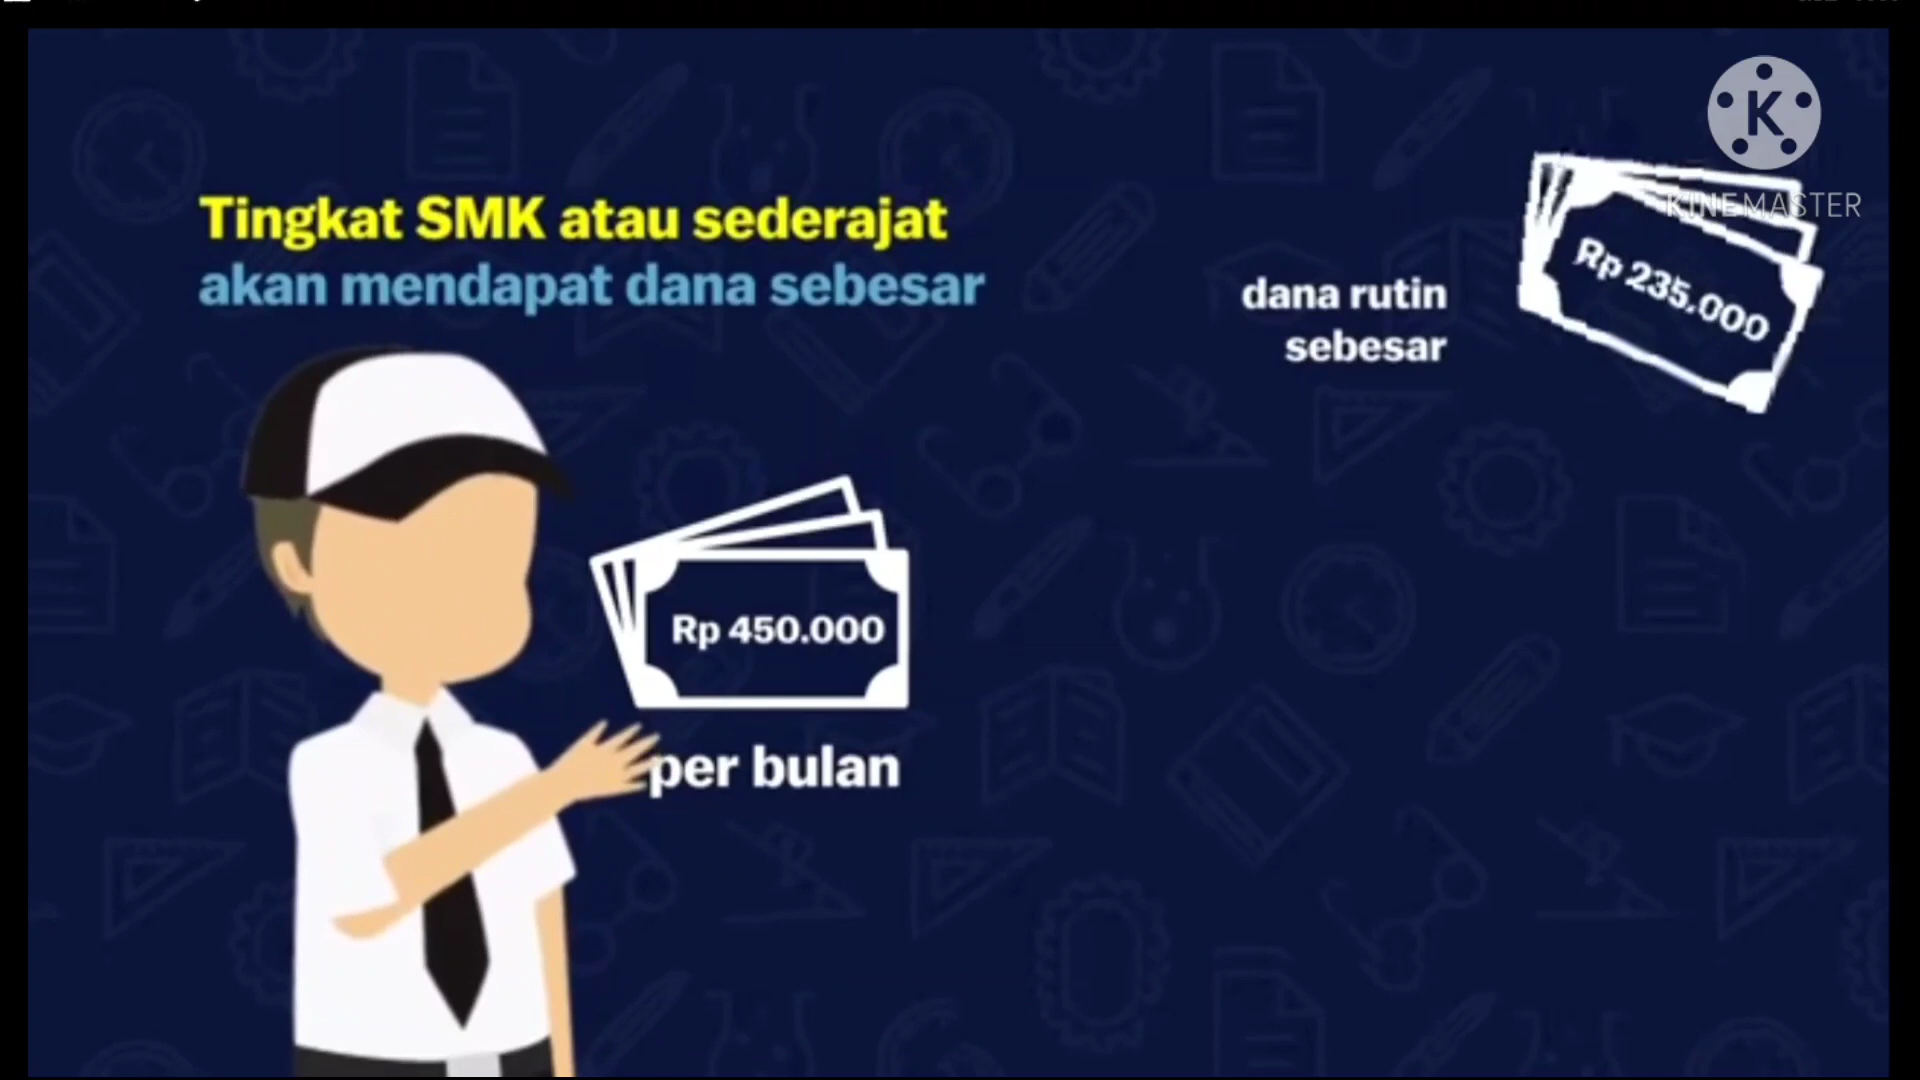 Tingkat SMK atau sederajat
akan mendapat dana sebesar
Rp 450.000
per bulan
dana rutin
sebesar
Rp 235.000
K
KINEMASTER